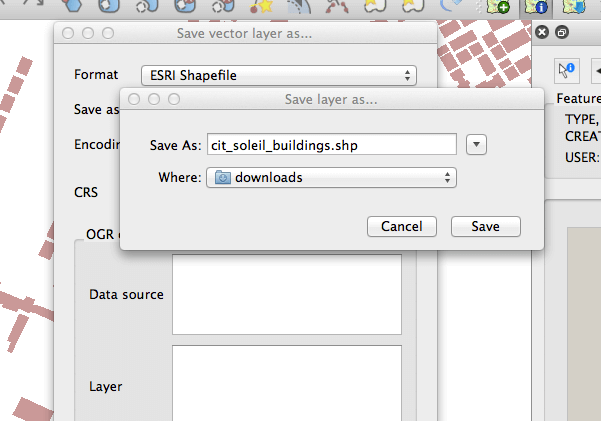 Save vector layer as...
Format
ESRI Shapefile
Save as
Encoding
CRS
OGR
Data source
Layer
Save layer as...
Save As:
cit_soleil_buildings.shp
Where:
downloads
Cancel
Save
Feature
TYPE,
CREAT
USER: